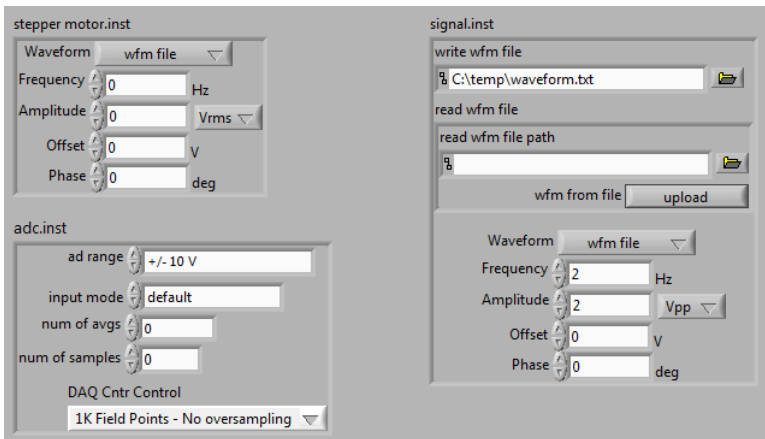 stepper motor.inst
Waveform wfm file
Frequency 0 Hz
Amplitude 0 Vrms
Offset 0 V
Phase 0 deg
adc.inst
ad range +/- 10 V
input mode default
num of avgs 0
num of samples 0
DAQ Cntr Control
1K Field Points - No oversampling
signal.inst
write wfm file
C:\temp\waveform.txt
read wfm file
read wfm file path
wfm from file upload
Waveform wfm file
Frequency 2 Hz
Amplitude 2 Vpp
Offset 0 V
Phase 0 deg